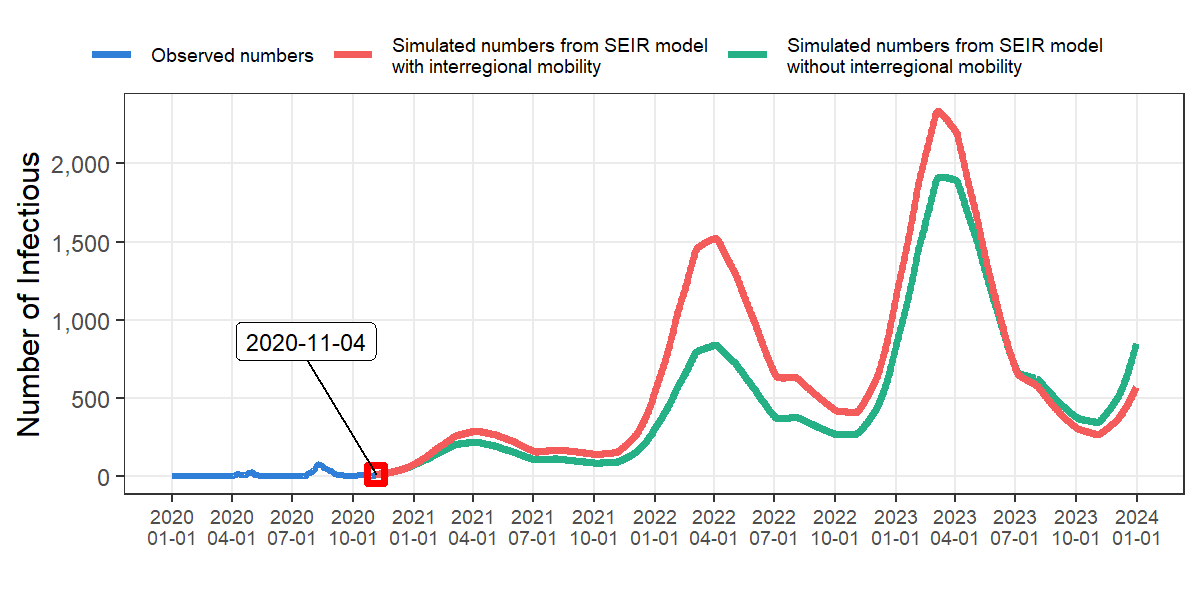 Observed numbers
Simulated numbers from SEIR model
with interregional mobility
Simulated numbers from SEIR model
without interregional mobility
Number of Infectious
2,000
1,500
1,000
500
0
2020-11-04
2020 2020 2020 2020 2021 2021 2021 2021 2022 2022 2022 2022 2023 2023 2023 2023 2024
01-01 04-01 07-01 10-01 01-01 04-01 07-01 10-01 01-01 04-01 07-01 10-01 01-01 04-01 07-01 10-01 01-01